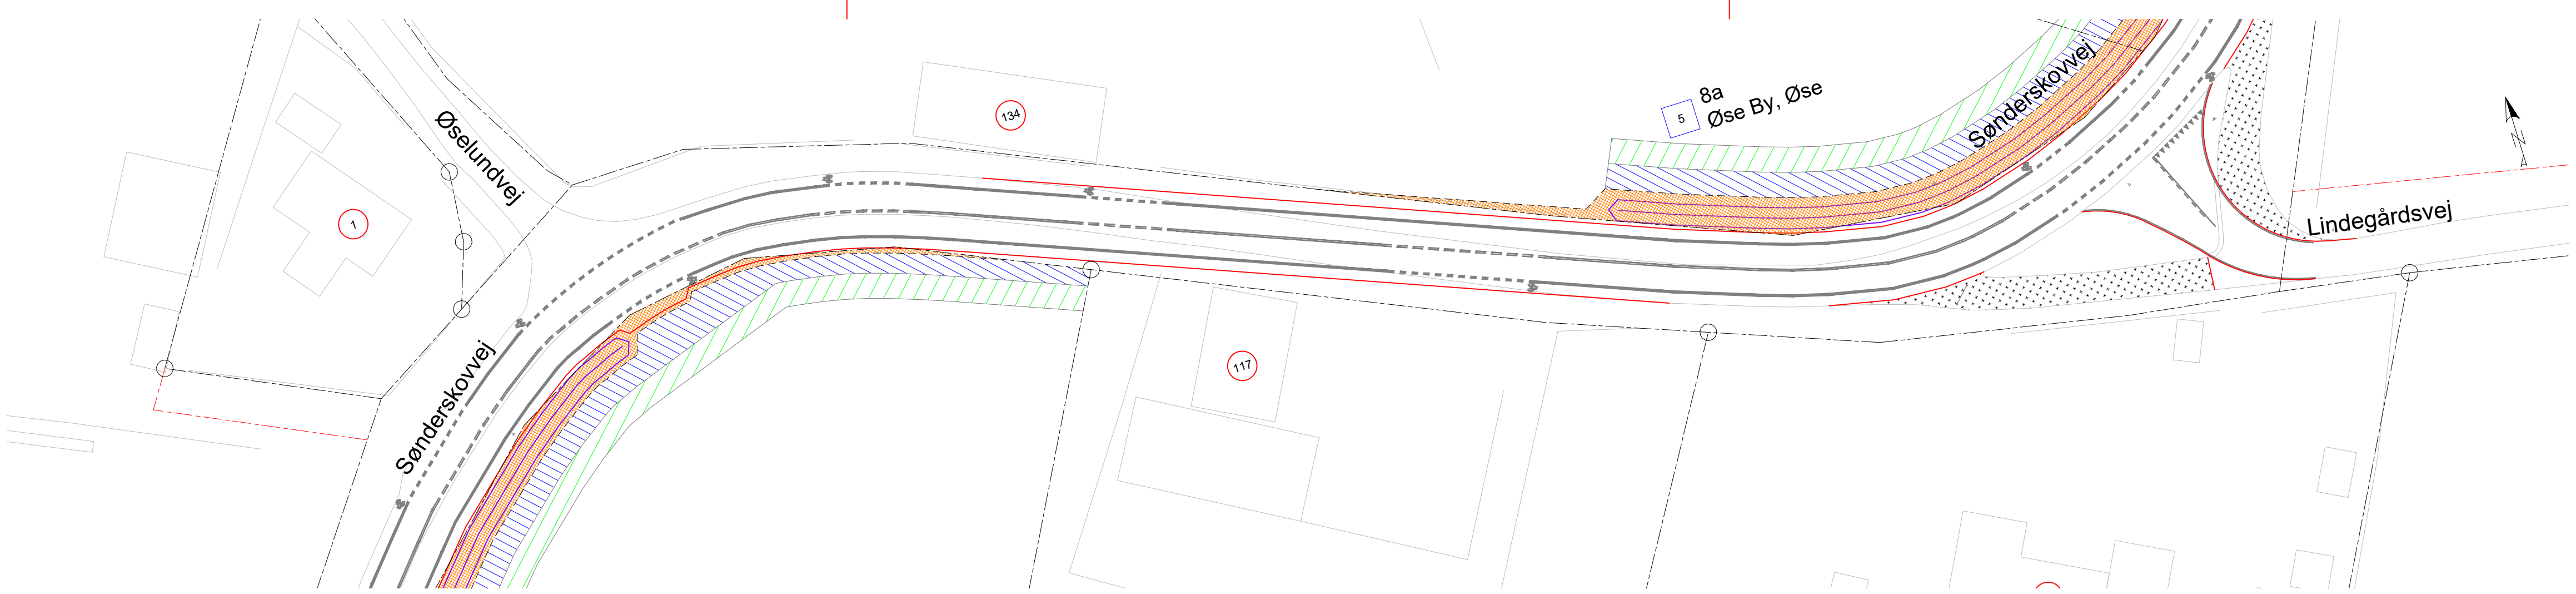 Sønderskovvej
8a
Øse By, Øse
5
134
Øselundvej
1
Lindegårdsvej
Sønderskovvej
117
N